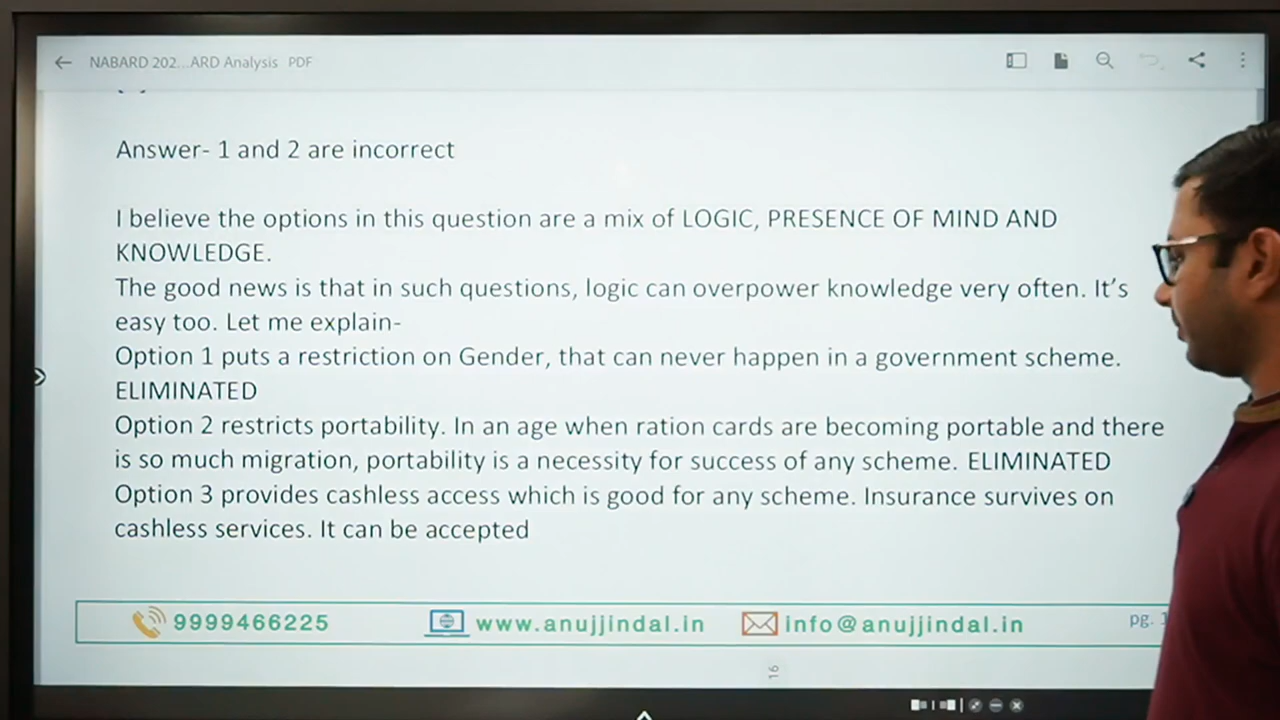 NABARD 202...ARD Analysis PDF
Answer- 1 and 2 are incorrect
I believe the options in this question are a mix of LOGIC, PRESENCE OF MIND AND
KNOWLEDGE.
The good news is that in such questions, logic can overpower knowledge very often. It's
easy too. Let me explain-
Option 1 puts a restriction on Gender, that can never happen in a government scheme.
ELIMINATED
Option 2 restricts portability. In an age when ration cards are becoming portable and there
is so much migration, portability is a necessity for success of any scheme. ELIMINATED
Option 3 provides cashless access which is good for any scheme. Insurance survives on
cashless services. It can be accepted
9999466225 www.anujjindal.in info@anujjindal.in pg.
16